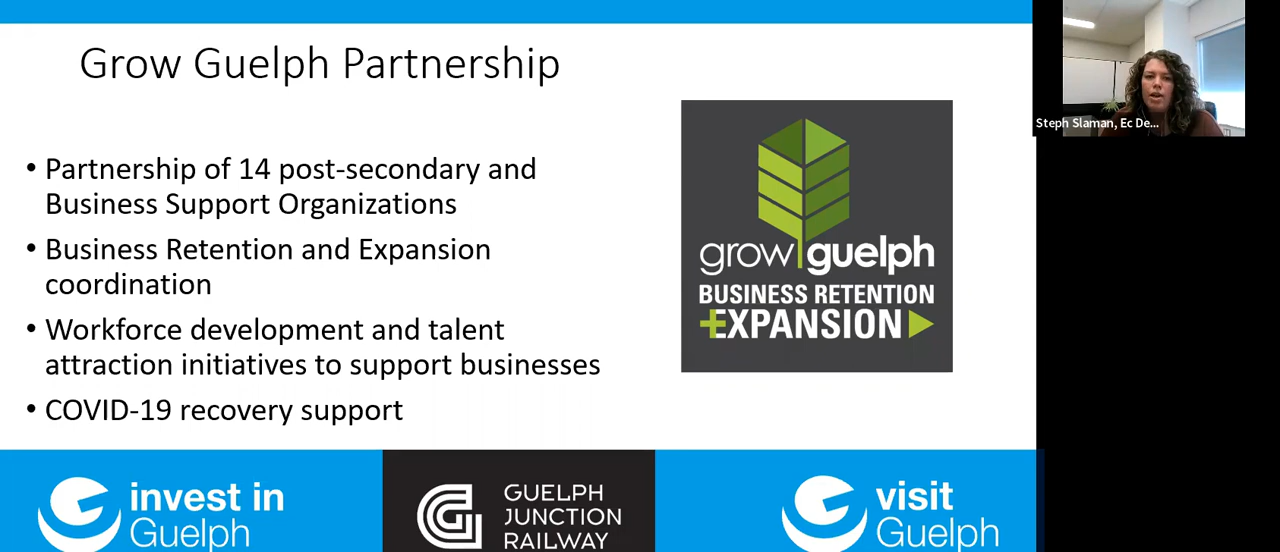 Grow Guelph Partnership
Steph Slaman, Ec De...
• Partnership of 14 post-secondary and
Business Support Organizations
• Business Retention and Expansion
coordination
• Workforce development and talent
attraction initiatives to support businesses
• COVID-19 recovery support
grow guelph
BUSINESS RETENTION
+EXPANSION
invest in
Guelph
GUELPH
JUNCTION
RAILWAY
visit
Guelph